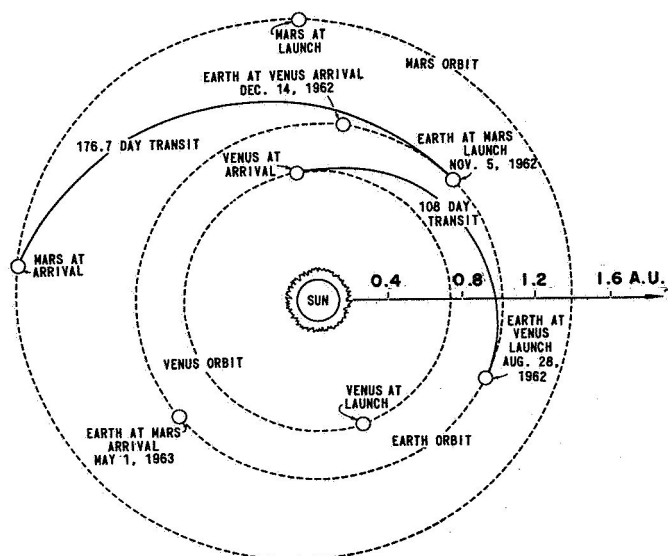 MARS AT
LAUNCH
MARS ORBIT
EARTH AT VENUS ARRIVAL
DEC. 14, 1962
176.7 DAY TRANSIT
VENUS AT
ARRIVAL
EARTH AT MARS
LAUNCH
NOV. 5, 1962
108 DAY
TRANSIT
MARS AT
ARRIVAL
SUN
0.4 0.8 1.2 1.6 A.U.
EARTH AT
VENUS
LAUNCH
AUG. 28,
1962
VENUS ORBIT
VENUS AT
LAUNCH
EARTH AT MARS
ARRIVAL
MAY 1, 1963
EARTH ORBIT